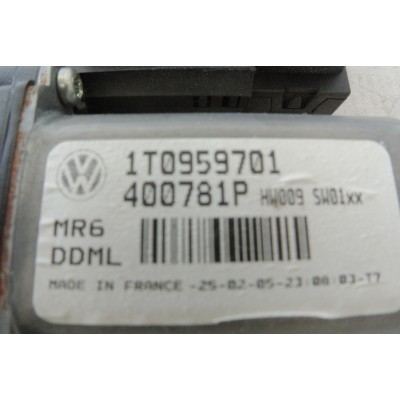 1T0959701
400781P HW009 SW01xx
MR6
DDML
MADE IN FRANCE -25-02-05-23:08:03-T7